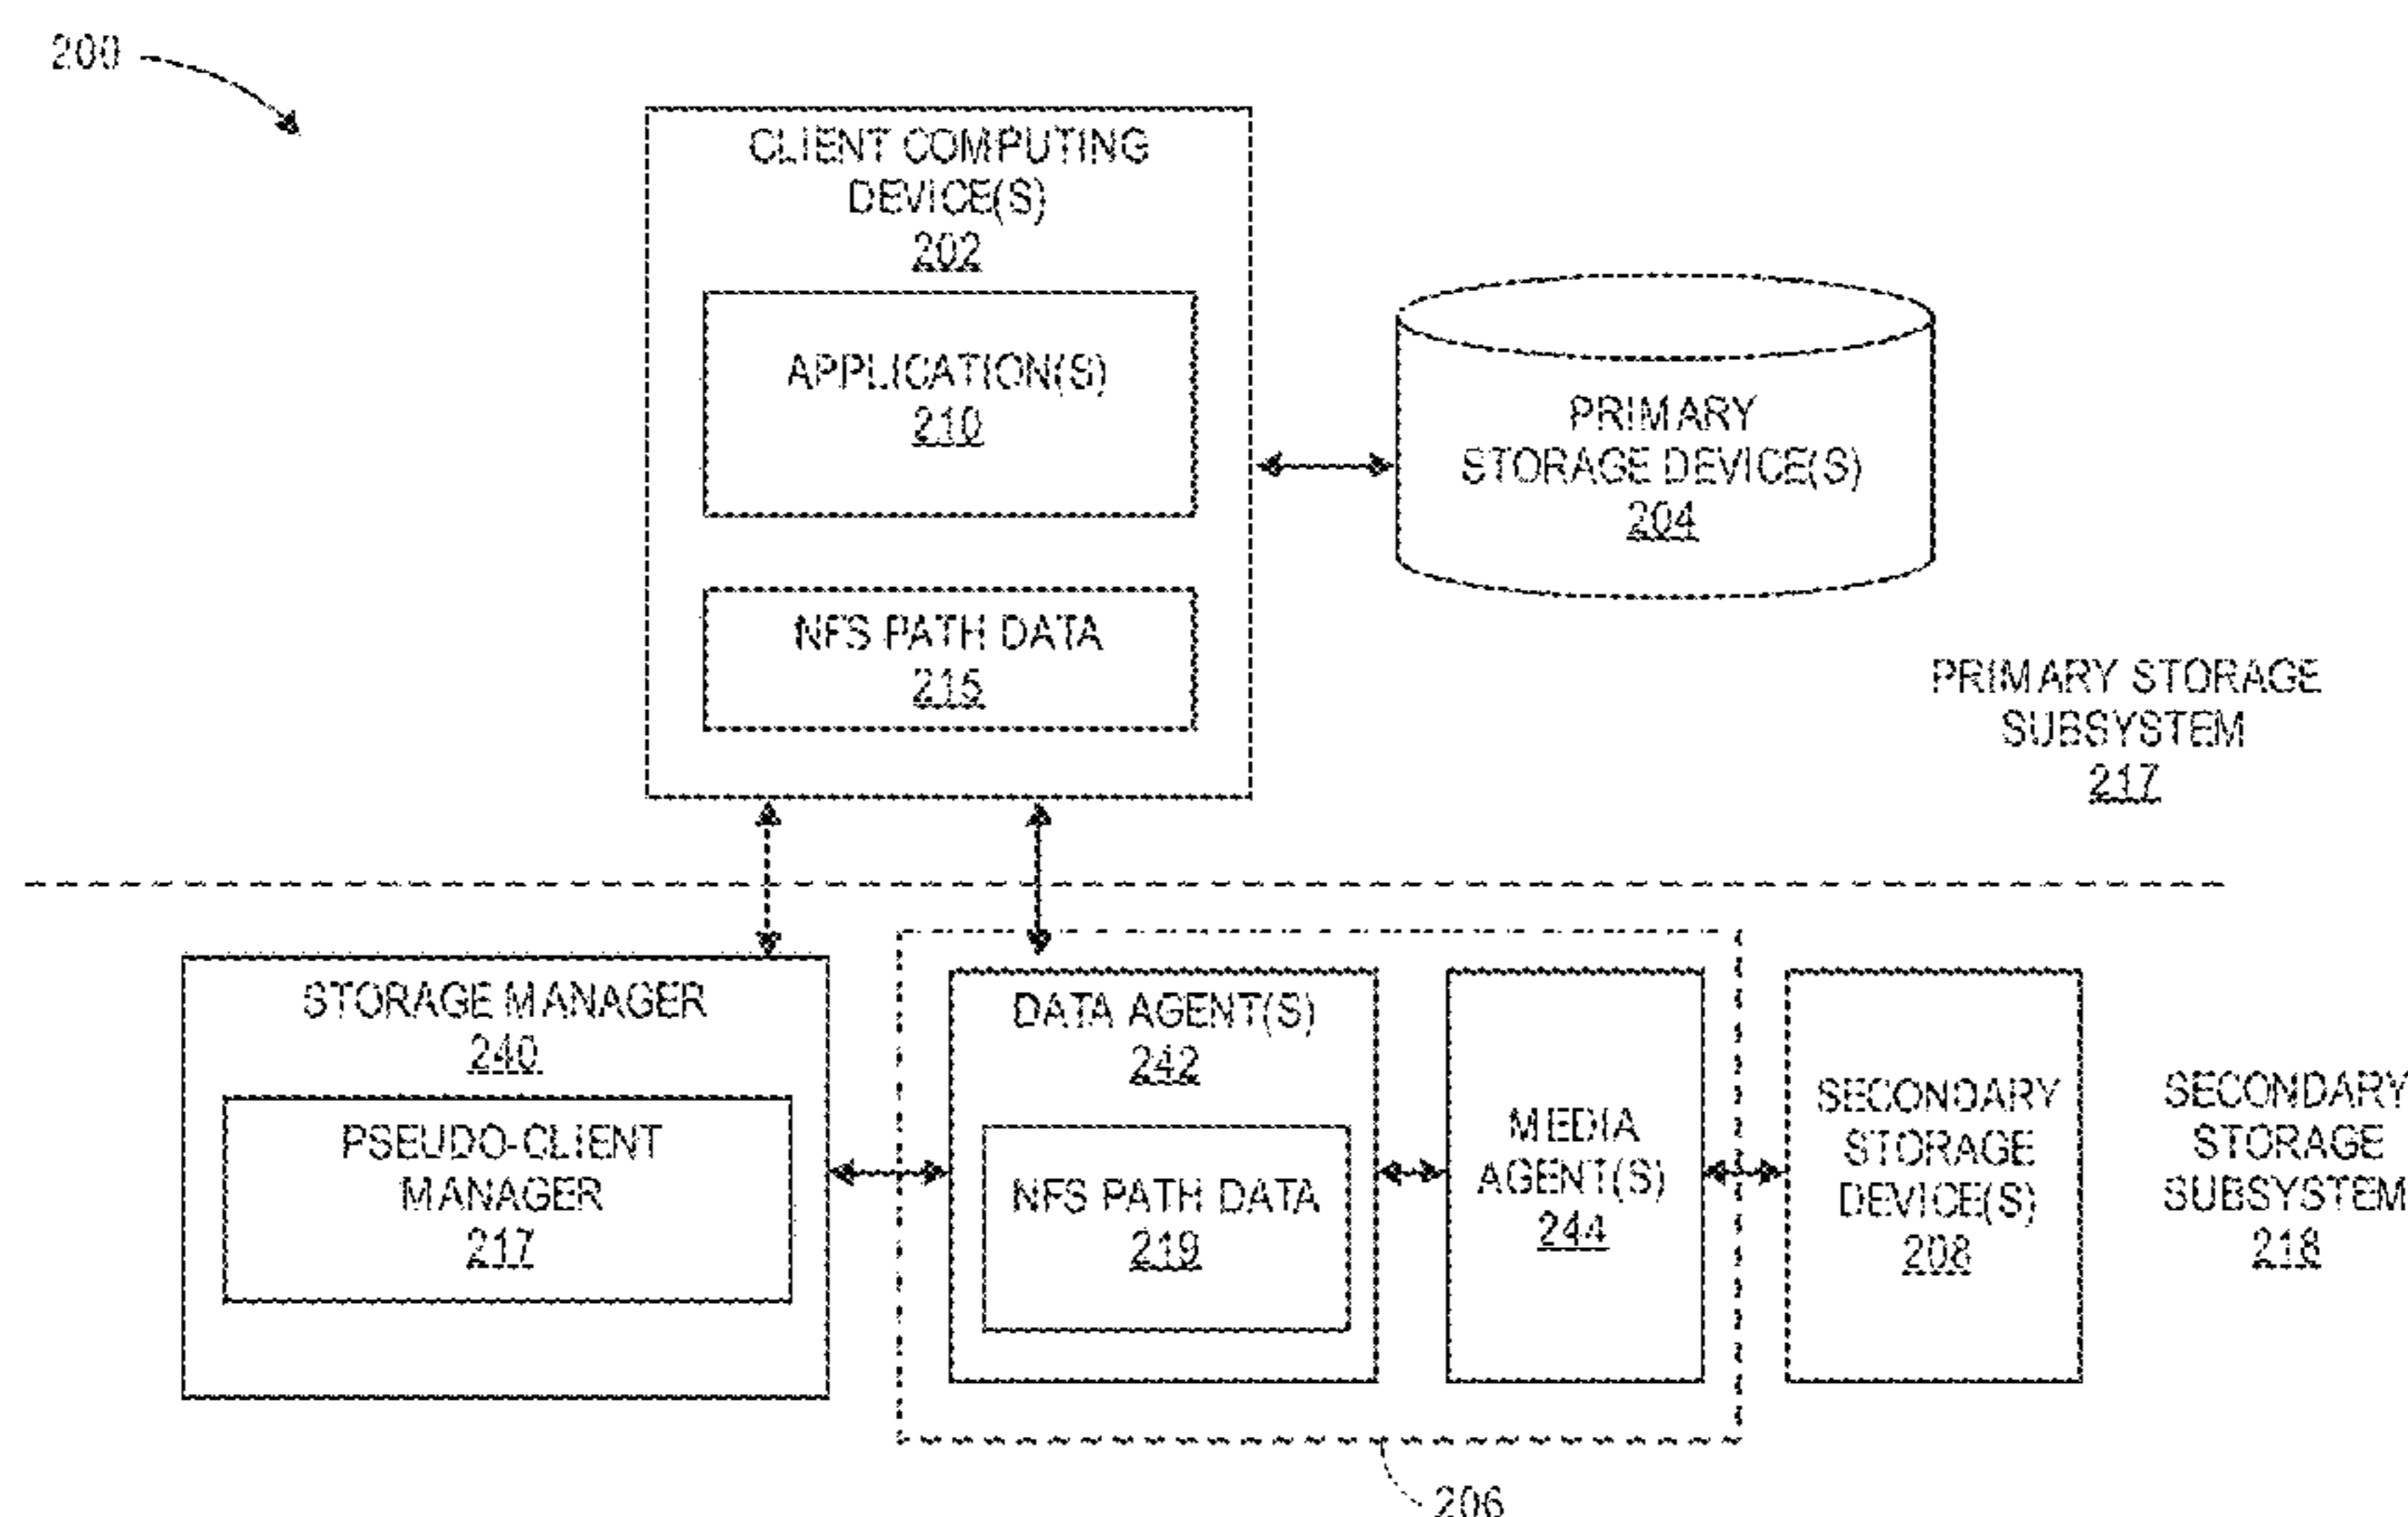 200
CLIENT COMPUTING
DEVICE(S)
202
APPLICATION(S)
210
NFS PATH DATA
215
PRIMARY
STORAGE DEVICE(S)
204
PRIMARY STORAGE
SUBSYSTEM
217
STORAGE MANAGER
240
PSEUDO-CLIENT
MANAGER
217
DATA AGENT(S)
242
NFS PATH DATA
219
MEDIA
AGENT(S)
244
SECONDARY
STORAGE
DEVICE(S)
208
SECONDARY
STORAGE
SUBSYSTEM
218
206